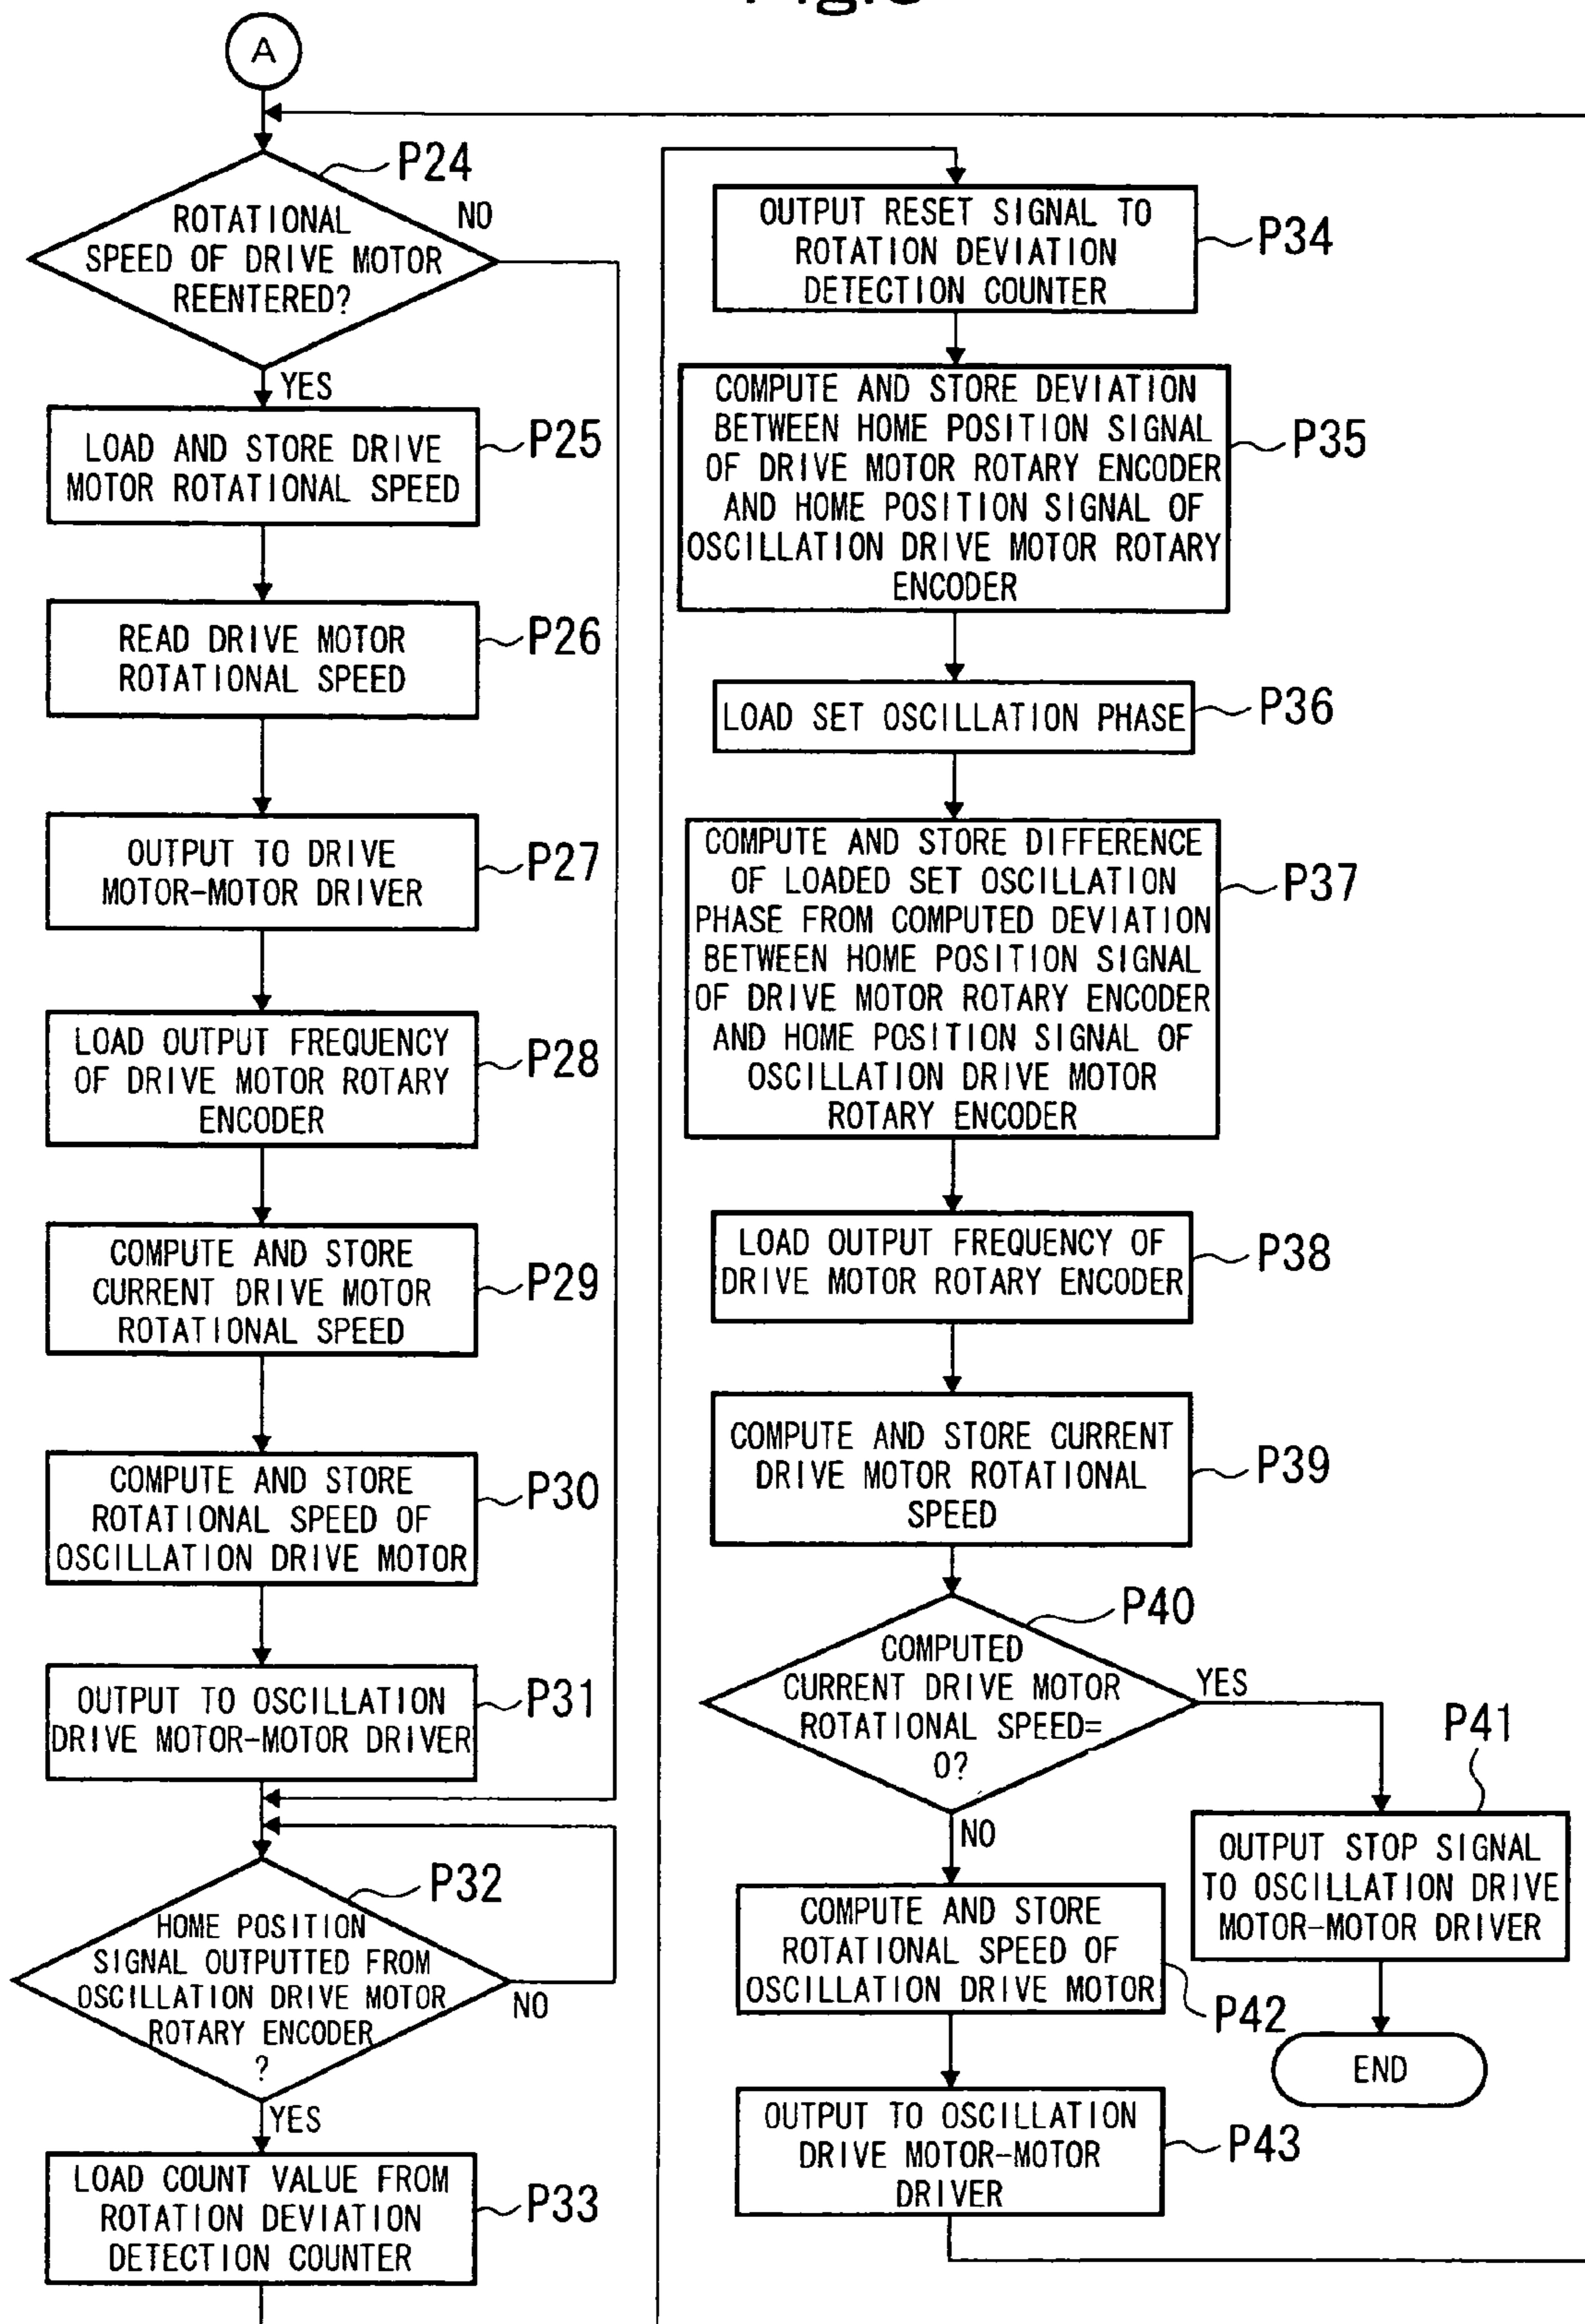 A
P24
ROTATIONAL
SPEED OF DRIVE MOTOR
REENTERED?
NO
YES
LOAD AND STORE DRIVE
MOTOR ROTATIONAL SPEED
P25
READ DRIVE MOTOR
ROTATIONAL SPEED
P26
OUTPUT TO DRIVE
MOTOR-MOTOR DRIVER
P27
LOAD OUTPUT FREQUENCY
OF DRIVE MOTOR ROTARY
ENCODER
P28
COMPUTE AND STORE
CURRENT DRIVE MOTOR
ROTATIONAL SPEED
P29
COMPUTE AND STORE
ROTATIONAL SPEED OF
OSCILLATION DRIVE MOTOR
P30
OUTPUT TO OSCILLATION
DRIVE MOTOR-MOTOR DRIVER
P31
P32
HOME POSITION
SIGNAL OUTPUTTED FROM
OSCILLATION DRIVE MOTOR
ROTARY ENCODER
?
NO
YES
LOAD COUNT VALUE FROM
ROTATION DEVIATION
DETECTION COUNTER
P33
OUTPUT RESET SIGNAL TO
ROTATION DEVIATION
DETECTION COUNTER
P34
COMPUTE AND STORE DEVIATION
BETWEEN HOME POSITION SIGNAL
OF DRIVE MOTOR ROTARY ENCODER
AND HOME POSITION SIGNAL OF
OSCILLATION DRIVE MOTOR ROTARY
ENCODER
P35
LOAD SET OSCILLATION PHASE
P36
COMPUTE AND STORE DIFFERENCE
OF LOADED SET OSCILLATION
PHASE FROM COMPUTED DEVIATION
BETWEEN HOME POSITION SIGNAL
OF DRIVE MOTOR ROTARY ENCODER
AND HOME POSITION SIGNAL OF
OSCILLATION DRIVE MOTOR
ROTARY ENCODER
P37
LOAD OUTPUT FREQUENCY OF
DRIVE MOTOR ROTARY ENCODER
P38
COMPUTE AND STORE CURRENT
DRIVE MOTOR ROTATIONAL
SPEED
P39
P40
COMPUTED
CURRENT DRIVE MOTOR
ROTATIONAL SPEED=
0?
YES
NO
P41
OUTPUT STOP SIGNAL
TO OSCILLATION DRIVE
MOTOR-MOTOR DRIVER
END
COMPUTE AND STORE
ROTATIONAL SPEED OF
OSCILLATION DRIVE MOTOR
P42
OUTPUT TO OSCILLATION
DRIVE MOTOR-MOTOR
DRIVER
P43